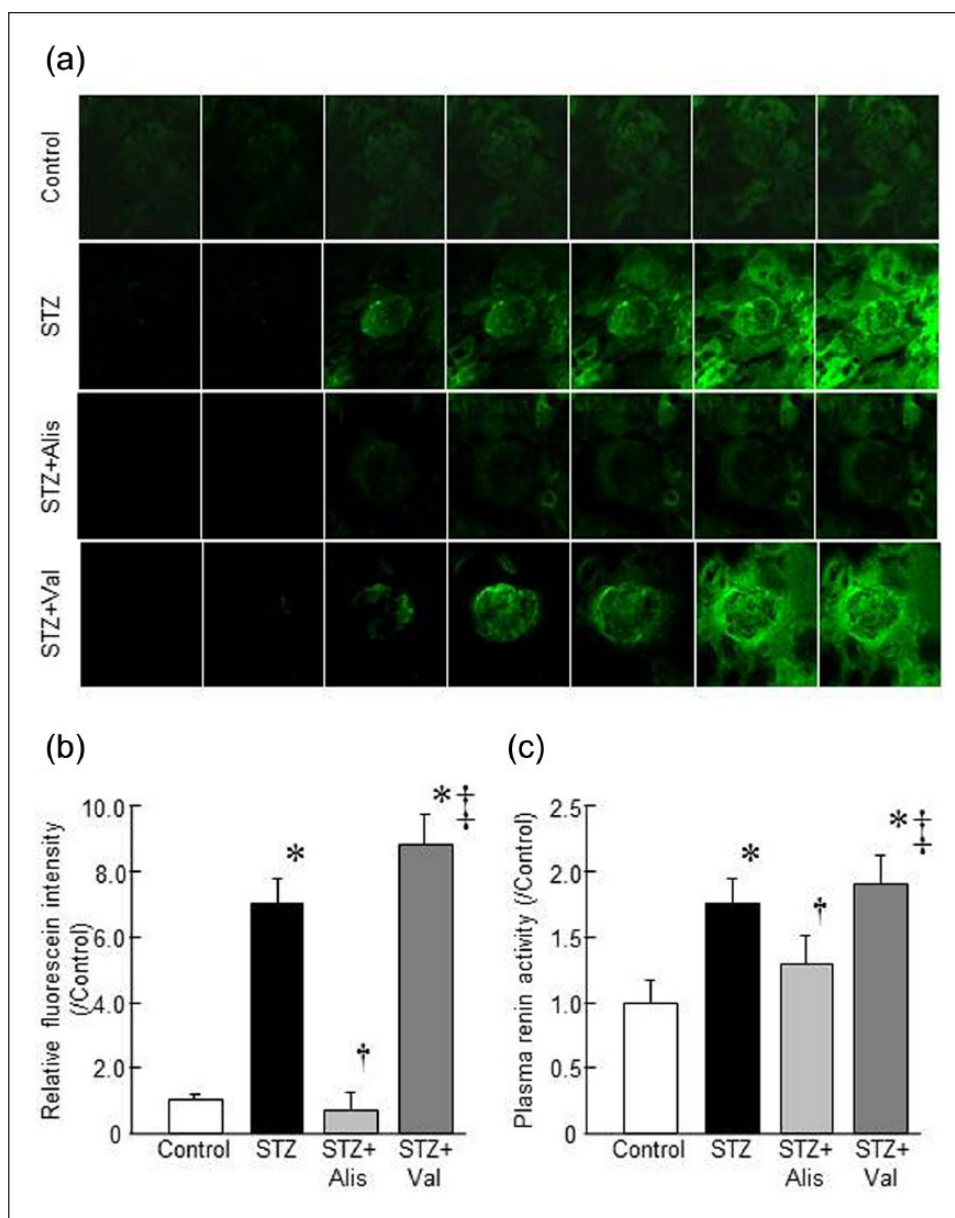 (a)
Control
STZ
STZ+Alis
STZ+Val
(b)
Relative fluorescein intensity
(/Control)
10.0
8.0
6.0
4.0
2.0
0
*
†
*‡
Control
STZ
STZ+
Alis
STZ+
Val
(c)
Plasma renin activity (/Control)
2.5
2.0
1.5
1.0
0.5
0
*
†
*‡
Control
STZ
STZ+
Alis
STZ+
Val